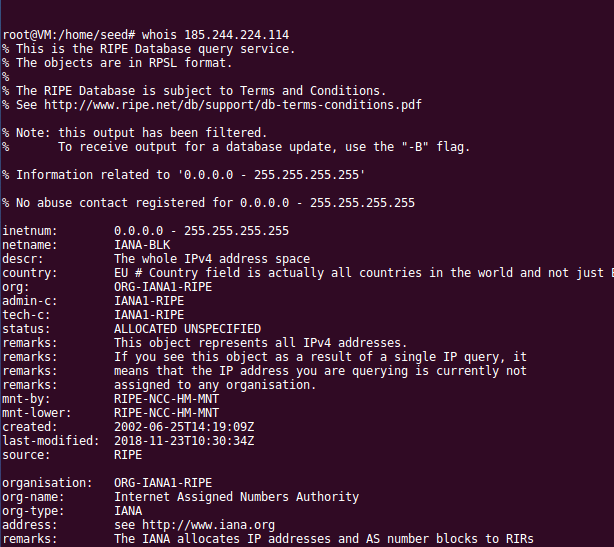 root@VM:/home/seed# whois 185.244.224.114
% This is the RIPE Database query service.
% The objects are in RPSL format.
%
% The RIPE Database is subject to Terms and Conditions.
% See http://www.ripe.net/db/support/db-terms-conditions.pdf
% Note: this output has been filtered.
%       To receive output for a database update, use the "-B" flag.
% Information related to '0.0.0.0 - 255.255.255.255'
% No abuse contact registered for 0.0.0.0 - 255.255.255.255
inetnum:        0.0.0.0 - 255.255.255.255
netname:        IANA-BLK
descr:          The whole IPv4 address space
country:        EU # Country field is actually all countries in the world and not just
org:            ORG-IANA1-RIPE
admin-c:        IANA1-RIPE
tech-c:         IANA1-RIPE
status:         ALLOCATED UNSPECIFIED
remarks:        This object represents all IPv4 addresses.
remarks:        If you see this object as a result of a single IP query, it
remarks:        means that the IP address you are querying is currently not
remarks:        assigned to any organisation.
mnt-by:         RIPE-NCC-HM-MNT
mnt-lower:      RIPE-NCC-HM-MNT
created:        2002-06-25T14:19:09Z
last-modified:  2018-11-23T10:30:34Z
source:         RIPE
organisation:   ORG-IANA1-RIPE
org-name:       Internet Assigned Numbers Authority
org-type:       IANA
address:        see http://www.iana.org
remarks:        The IANA allocates IP addresses and AS number blocks to RIRs